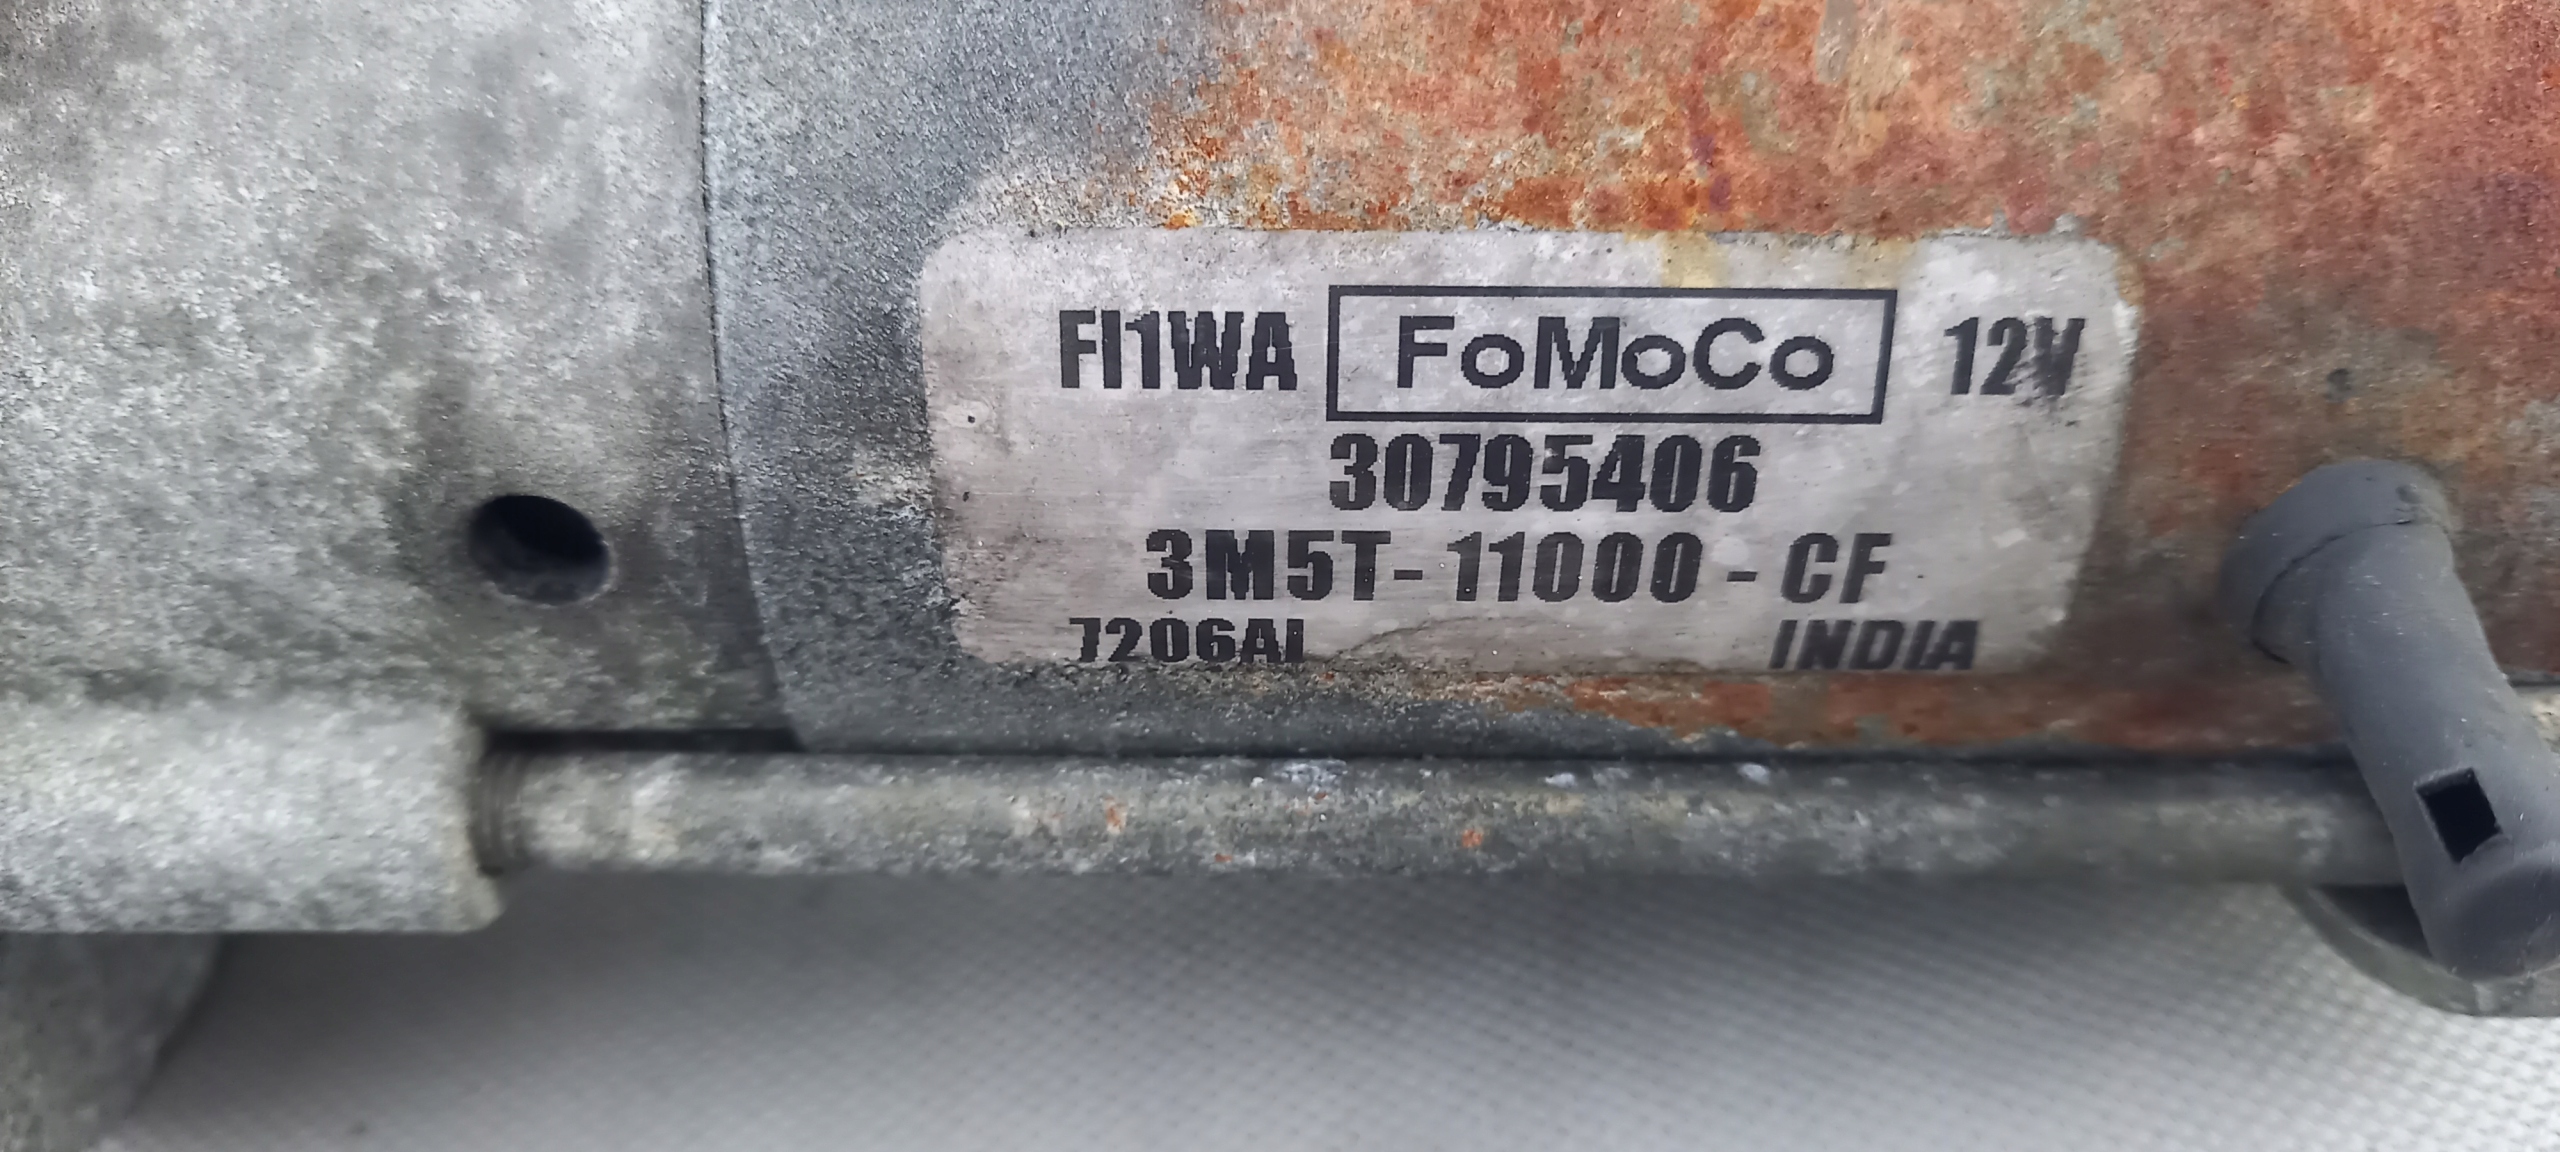 FI1WA FoMoCo 12V
30795406
3M5T-11000-CF
7206AI INDIA